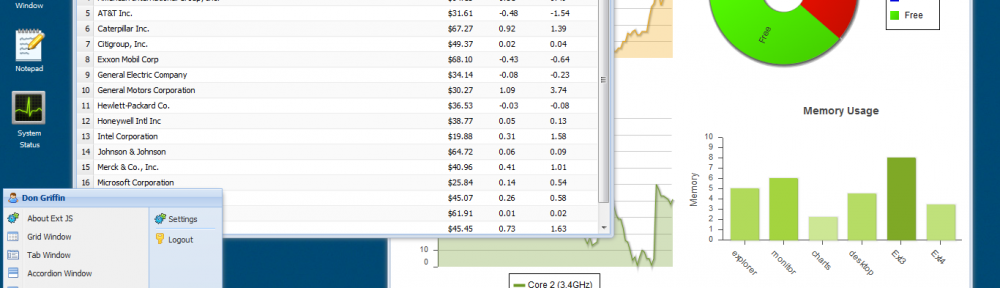 Window
Notepad
System
Status
5 AT&T Inc. $31.61 -0.48 -1.54
6 Caterpillar Inc. $67.27 0.92 1.39
7 Citigroup, Inc. $49.37 0.02 0.04
8 Exxon Mobil Corp $68.10 -0.43 -0.64
9 General Electric Company $34.14 -0.08 -0.23
10 General Motors Corporation $30.27 1.09 3.74
11 Hewlett-Packard Co. $36.53 -0.03 -0.08
12 Honeywell Intl Inc $38.77 0.05 0.13
13 Intel Corporation $19.88 0.31 1.58
14 Johnson & Johnson $64.72 0.06 0.09
15 Merck & Co., Inc. $40.96 0.41 1.01
16 Microsoft Corporation $25.84 0.14 0.54
$45.07 0.26 0.58
$61.91 0.01 0.02
$45.45 0.73 1.63
Don Griffin
About Ext JS
Grid Window
Tab Window
Accordion Window
Settings
Logout
10
0
Core 2 (3.4GHz)
Free
Free
Memory Usage
Memory
10
9
8
7
6
5
4
3
2
1
0
explorer
monitor
charts
desktop
Ext3
Ext4